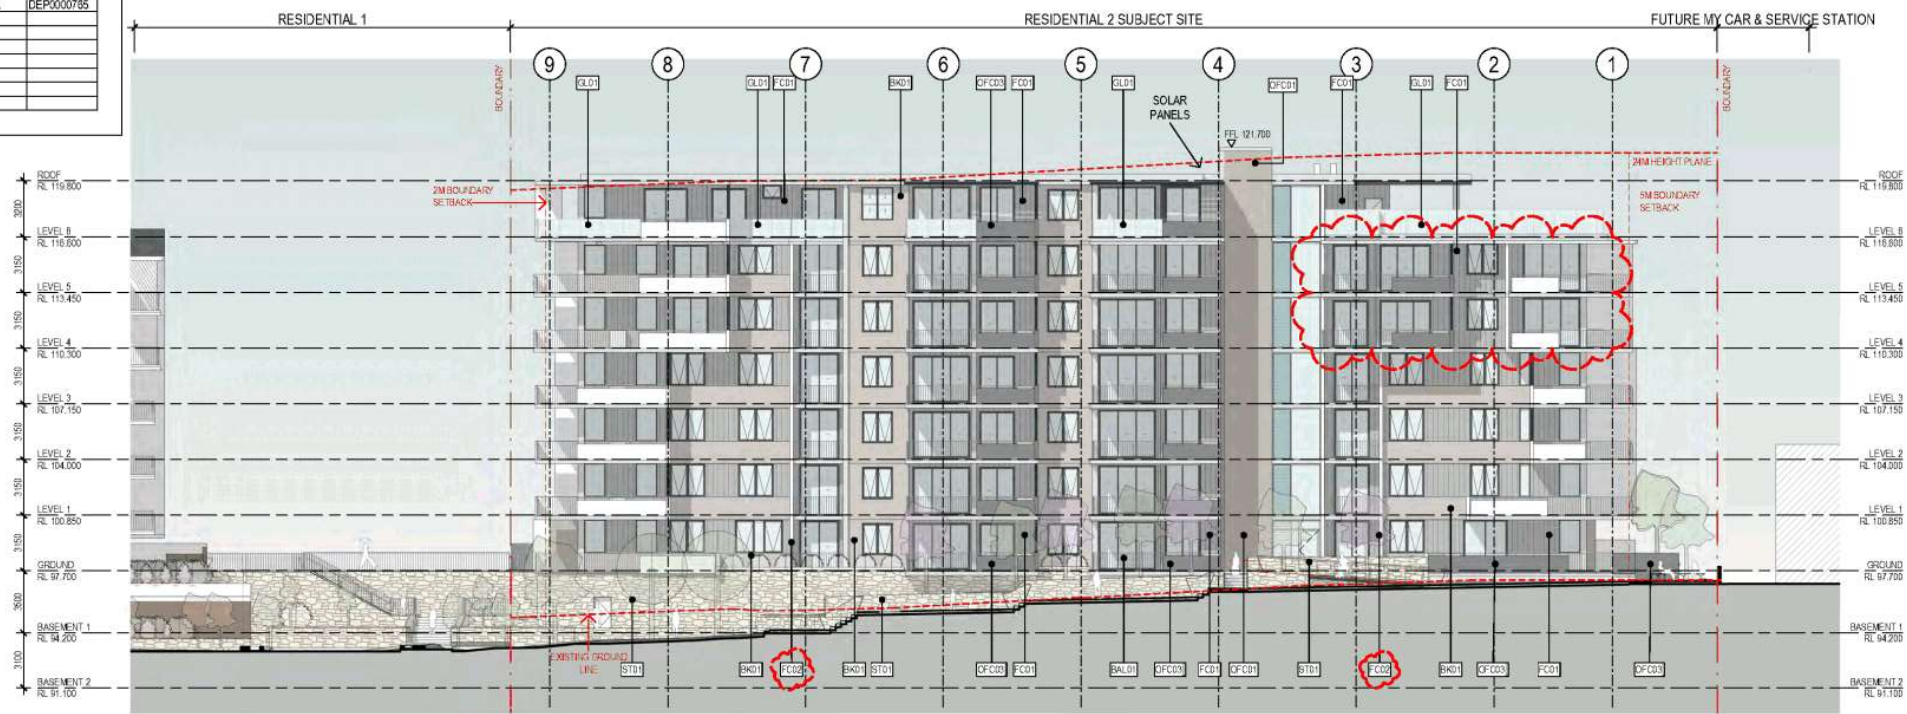 DEP0000765
RESIDENTIAL 1
RESIDENTIAL 2 SUBJECT SITE
FUTURE MY CAR & SERVICE STATION
BOUNDARY
9
8
7
6
5
4
3
2
1
BOUNDARY
GL01
GL01
FC01
BK01
OFC03
FC01
GL01
OFC01
FC01
GL01
FC01
SOLAR
PANELS
FFL 121.700
24M HEIGHT PLANE
2M BOUNDARY
SETBACK
5M BOUNDARY
SETBACK
ROOF
RL 119.800
3200
LEVEL 6
RL 116.600
3150
LEVEL 5
RL 113.450
3150
LEVEL 4
RL 110.300
3150
LEVEL 3
RL 107.150
3150
LEVEL 2
RL 104.000
3150
LEVEL 1
RL 100.850
3150
GROUND
RL 97.700
3500
BASEMENT 1
RL 94.200
3100
BASEMENT 2
RL 91.100
ROOF
RL 119.800
LEVEL 6
RL 116.600
LEVEL 5
RL 113.450
LEVEL 4
RL 110.300
LEVEL 3
RL 107.150
LEVEL 2
RL 104.000
LEVEL 1
RL 100.850
GROUND
RL 97.700
BASEMENT 1
RL 94.200
BASEMENT 2
RL 91.100
EXISTING GROUND
LINE
ST01
BK01
FC02
BK01
ST01
OFC03
FC01
BAL01
OFC03
FC01
OFC01
ST01
FC02
BK01
OFC03
FC01
OFC03